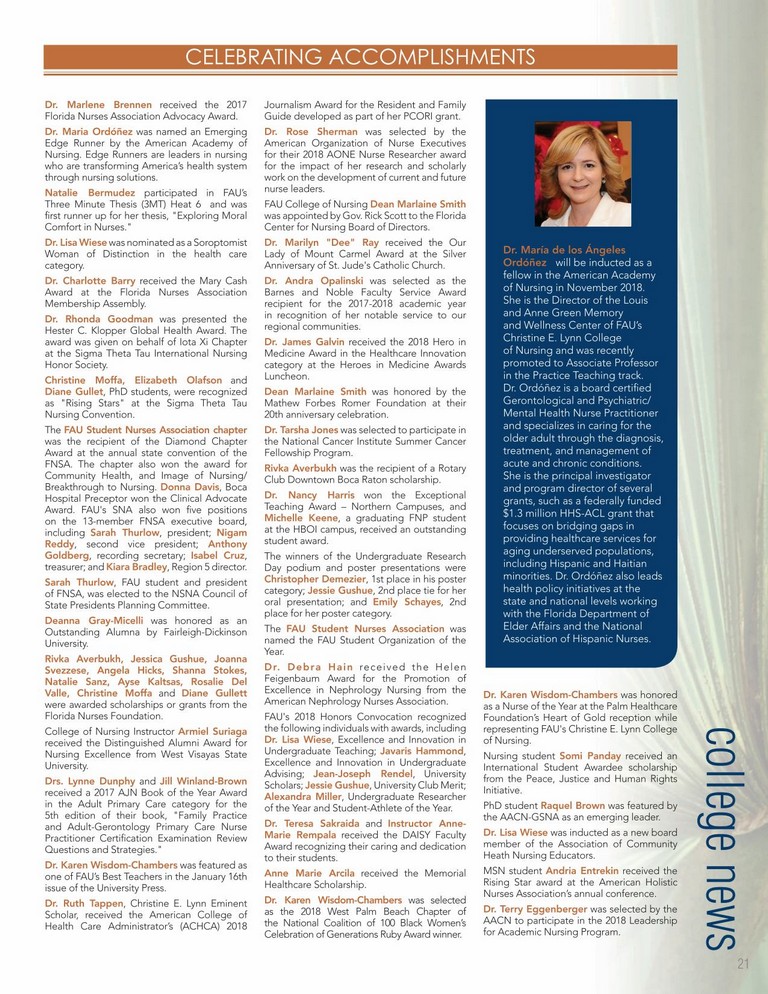 CELEBRATING ACCOMPLISHMENTS
Dr. Marlene Brennen received the 2017
Florida Nurses Association Advocacy Award.
Dr. Maria Ordóñez was named an Emerging
Edge Runner by the American Academy of
Nursing. Edge Runners are leaders in nursing
who are transforming America's health system
through nursing solutions.
Natalie Bermudez participated in FAU's
Three Minute Thesis (3MT) Heat 6 and was
first runner up for her thesis, "Exploring Moral
Comfort in Nurses."
Dr. Lisa Wiese was nominated as a Soroptomist
Woman of Distinction in the health care
category.
Dr. Charlotte Barry received the Mary Cash
Award at the Florida Nurses Association
Membership Assembly.
Dr. Rhonda Goodman was presented the
Hester C. Klopper Global Health Award. The
award was given on behalf of Iota Xi Chapter
at the Sigma Theta Tau International Nursing
Honor Society.
Christine Moffa, Elizabeth Olafson and
Diane Gullet, PhD students, were recognized
as "Rising Stars" at the Sigma Theta Tau
Nursing Convention.
The FAU Student Nurses Association chapter
was the recipient of the Diamond Chapter
Award at the annual state convention of the
FNSA. The chapter also won the award for
Community Health, and Image of Nursing/
Breakthrough to Nursing. Donna Davis, Boca
Hospital Preceptor won the Clinical Advocate
Award. FAU's SNA also won five positions
on the 13-member FNSA executive board,
including Sarah Thurlow, president; Nigam
Reddy, second vice president; Anthony
Goldberg, recording secretary; Isabel Cruz,
treasurer; and Kiara Bradley, Region 5 director.
Sarah Thurlow, FAU student and president
of FNSA, was elected to the NSNA Council of
State Presidents Planning Committee.
Deanna Gray-Micelli was honored as an
Outstanding Alumna by Fairleigh-Dickinson
University.
Rivka Averbukh, Jessica Gushue, Joanna
Svezzese, Angela Hicks, Shanna Stokes,
Natalie Sanz, Ayse Kaltsas, Rosalie Del
Valle, Christine Moffa and Diane Gullett
were awarded scholarships or grants from the
Florida Nurses Foundation.
College of Nursing Instructor Armiel Suriaga
received the Distinguished Alumni Award for
Nursing Excellence from West Visayas State
University.
Drs. Lynne Dunphy and Jill Winland-Brown
received a 2017 AJN Book of the Year Award
in the Adult Primary Care category for the
5th edition of their book, "Family Practice
and Adult-Gerontology Primary Care Nurse
Practitioner Certification Examination Review
Questions and Strategies."
Dr. Karen Wisdom-Chambers was featured as
one of FAU's Best Teachers in the January 16th
issue of the University Press.
Dr. Ruth Tappen, Christine E. Lynn Eminent
Scholar, received the American College of
Health Care Administrator's (ACHCA) 2018
Journalism Award for the Resident and Family
Guide developed as part of her PCORI grant.
Dr. Rose Sherman was selected by the
American Organization of Nurse Executives
for their 2018 AONE Nurse Researcher award
for the impact of her research and scholarly
work on the development of current and future
nurse leaders.
FAU College of Nursing Dean Marlaine Smith
was appointed by Gov. Rick Scott to the Florida
Center for Nursing Board of Directors.
Dr. Marilyn "Dee" Ray received the Our
Lady of Mount Carmel Award at the Silver
Anniversary of St. Jude's Catholic Church.
Dr. Andra Opalinski was selected as the
Barnes and Noble Faculty Service Award
recipient for the 2017-2018 academic year
in recognition of her notable service to our
regional communities.
Dr. James Galvin received the 2018 Hero in
Medicine Award in the Healthcare Innovation
category at the Heroes in Medicine Awards
Luncheon.
Dean Marlaine Smith was honored by the
Mathew Forbes Romer Foundation at their
20th anniversary celebration.
Dr. Tarsha Jones was selected to participate in
the National Cancer Institute Summer Cancer
Fellowship Program.
Rivka Averbukh was the recipient of a Rotary
Club Downtown Boca Raton scholarship.
Dr. Nancy Harris won the Exceptional
Teaching Award – Northern Campuses, and
Michelle Keene, a graduating FNP student
at the HBOI campus, received an outstanding
student award.
The winners of the Undergraduate Research
Day podium and poster presentations were
Christopher Demezier, 1st place in his poster
category; Jessie Gushue, 2nd place tie for her
oral presentation; and Emily Schayes, 2nd
place for her poster category.
The FAU Student Nurses Association was
named the FAU Student Organization of the
Year.
Dr. Debra Hain received the Helen
Feigenbaum Award for the Promotion of
Excellence in Nephrology Nursing from the
American Nephrology Nurses Association.
FAU's 2018 Honors Convocation recognized
the following individuals with awards, including
Dr. Lisa Wiese, Excellence and Innovation in
Undergraduate Teaching; Javaris Hammond,
Excellence and Innovation in Undergraduate
Advising; Jean-Joseph Rendel, University
Scholars; Jessie Gushue, University Club Merit;
Alexandra Miller, Undergraduate Researcher
of the Year and Student-Athlete of the Year.
Dr. Teresa Sakraida and Instructor Anne-
Marie Rempala received the DAISY Faculty
Award recognizing their caring and dedication
to their students.
Anne Marie Arcila received the Memorial
Healthcare Scholarship.
Dr. Karen Wisdom-Chambers was selected
as the 2018 West Palm Beach Chapter of
the National Coalition of 100 Black Women's
Celebration of Generations Ruby Award winner.
Dr. María de los Ángeles
Ordóñez will be inducted as a
fellow in the American Academy
of Nursing in November 2018.
She is the Director of the Louis
and Anne Green Memory
and Wellness Center of FAU's
Christine E. Lynn College
of Nursing and was recently
promoted to Associate Professor
in the Practice Teaching track.
Dr. Ordóñez is a board certified
Gerontological and Psychiatric/
Mental Health Nurse Practitioner
and specializes in caring for the
older adult through the diagnosis,
treatment, and management of
acute and chronic conditions.
She is the principal investigator
and program director of several
grants, such as a federally funded
$1.3 million HHS-ACL grant that
focuses on bridging gaps in
providing healthcare services for
aging underserved populations,
including Hispanic and Haitian
minorities. Dr. Ordóñez also leads
health policy initiatives at the
state and national levels working
with the Florida Department of
Elder Affairs and the National
Association of Hispanic Nurses.
Dr. Karen Wisdom-Chambers was honored
as a Nurse of the Year at the Palm Healthcare
Foundation's Heart of Gold reception while
representing FAU's Christine E. Lynn College
of Nursing.
Nursing student Somi Panday received an
International Student Awardee scholarship
from the Peace, Justice and Human Rights
Initiative.
PhD student Raquel Brown was featured by
the AACN-GSNA as an emerging leader.
Dr. Lisa Wiese was inducted as a new board
member of the Association of Community
Heath Nursing Educators.
MSN student Andria Entrekin received the
Rising Star award at the American Holistic
Nurses Association's annual conference.
Dr. Terry Eggenberger was selected by the
AACN to participate in the 2018 Leadership
for Academic Nursing Program.
college news
21